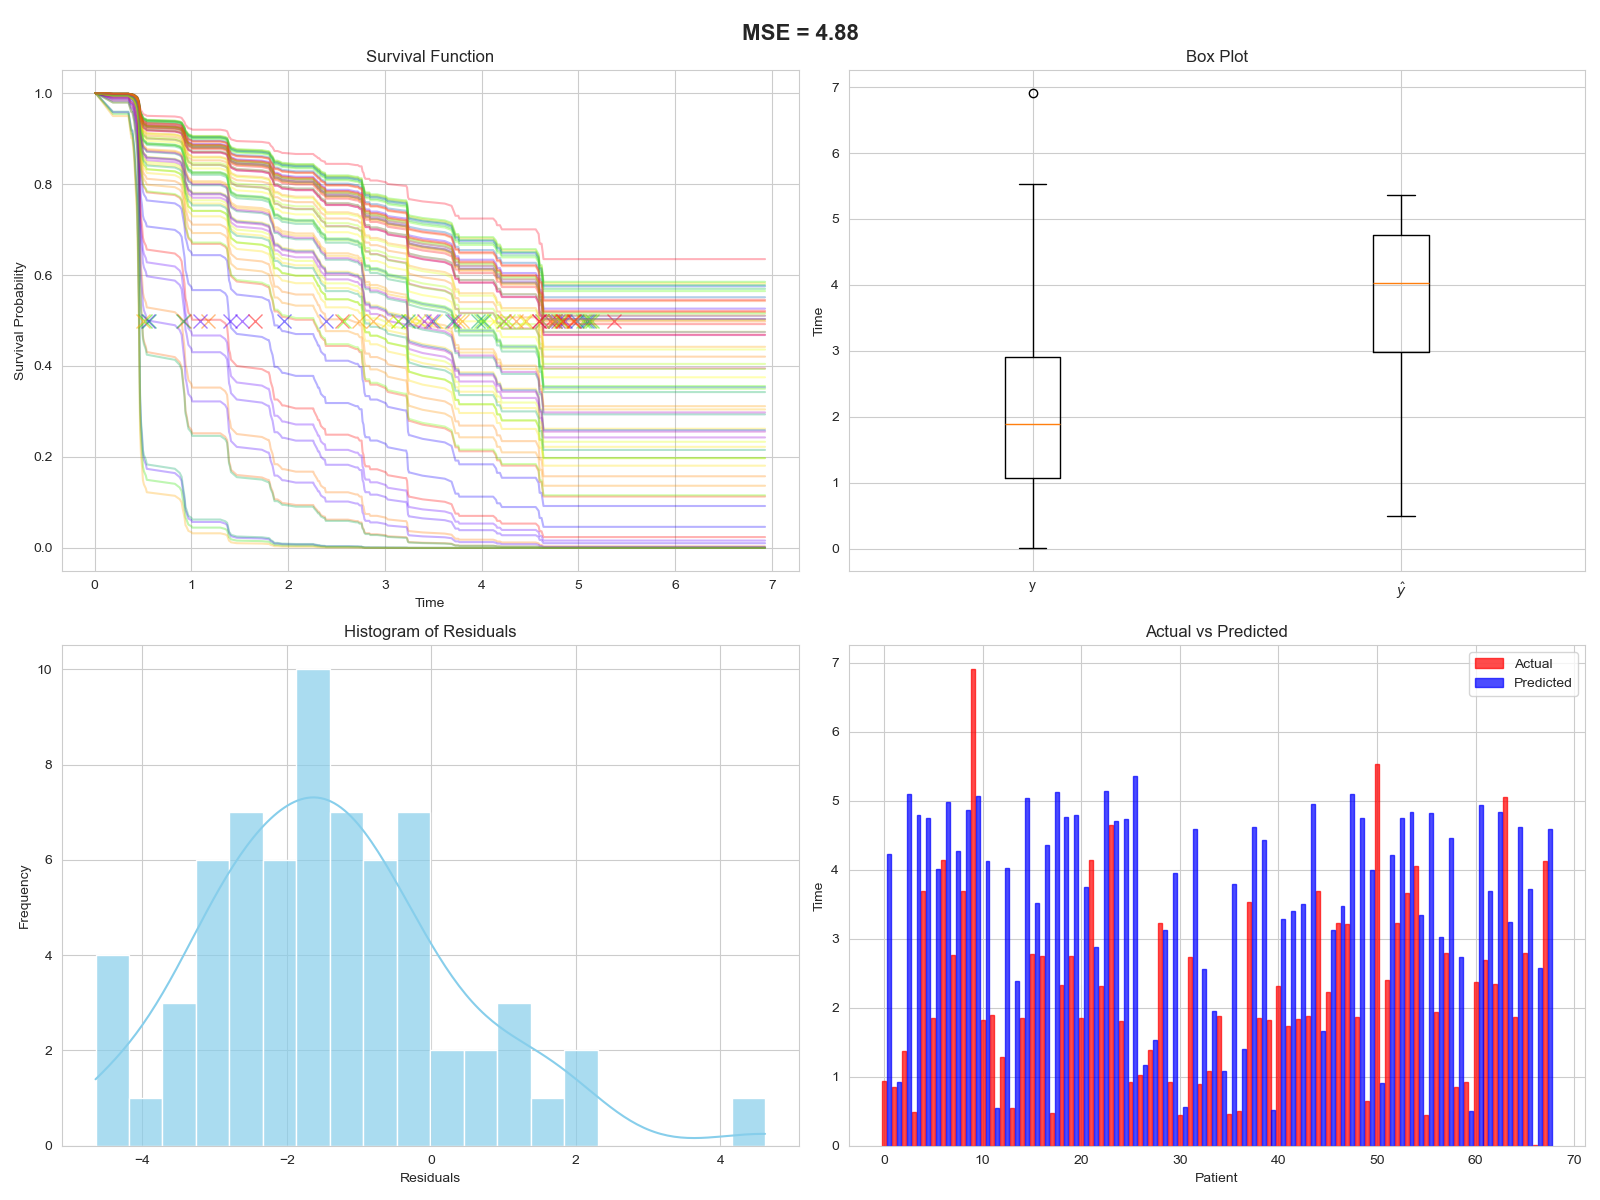 MSE = 4.88
Survival Function
Survival Probability
1.0
0.8
0.6
0.4
0.2
0.0
0 1 2 3 4 5 6 7
Time
Box Plot
Time
7
6
5
4
3
2
1
0
y ŷ
Histogram of Residuals
Frequency
10
8
6
4
2
0
−4 −2 0 2 4
Residuals
Actual vs Predicted
Time
7
6
5
4
3
2
1
0
Actual
Predicted
0 10 20 30 40 50 60 70
Patient